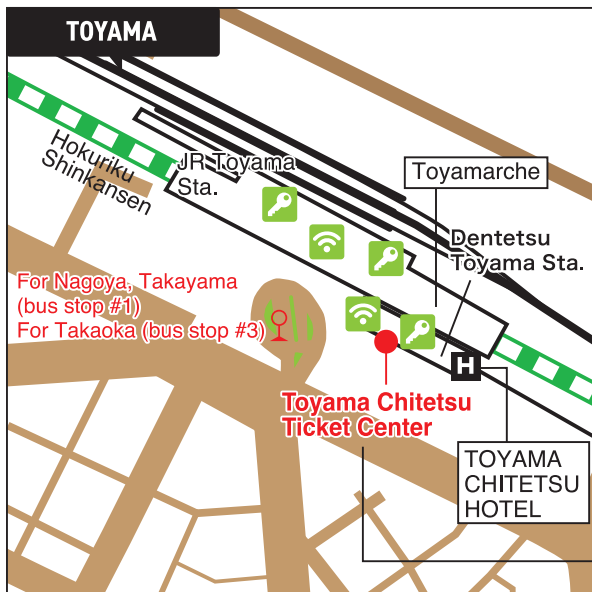 TOYAMA
Hokuriku
Shinkansen
JR Toyama
Sta.
Toyamarche
Dentetsu
Toyama Sta.
For Nagoya, Takayama
(bus stop #1)
For Takaoka (bus stop #3)
Toyama Chitetsu
Ticket Center
H
TOYAMA
CHITETSU
HOTEL